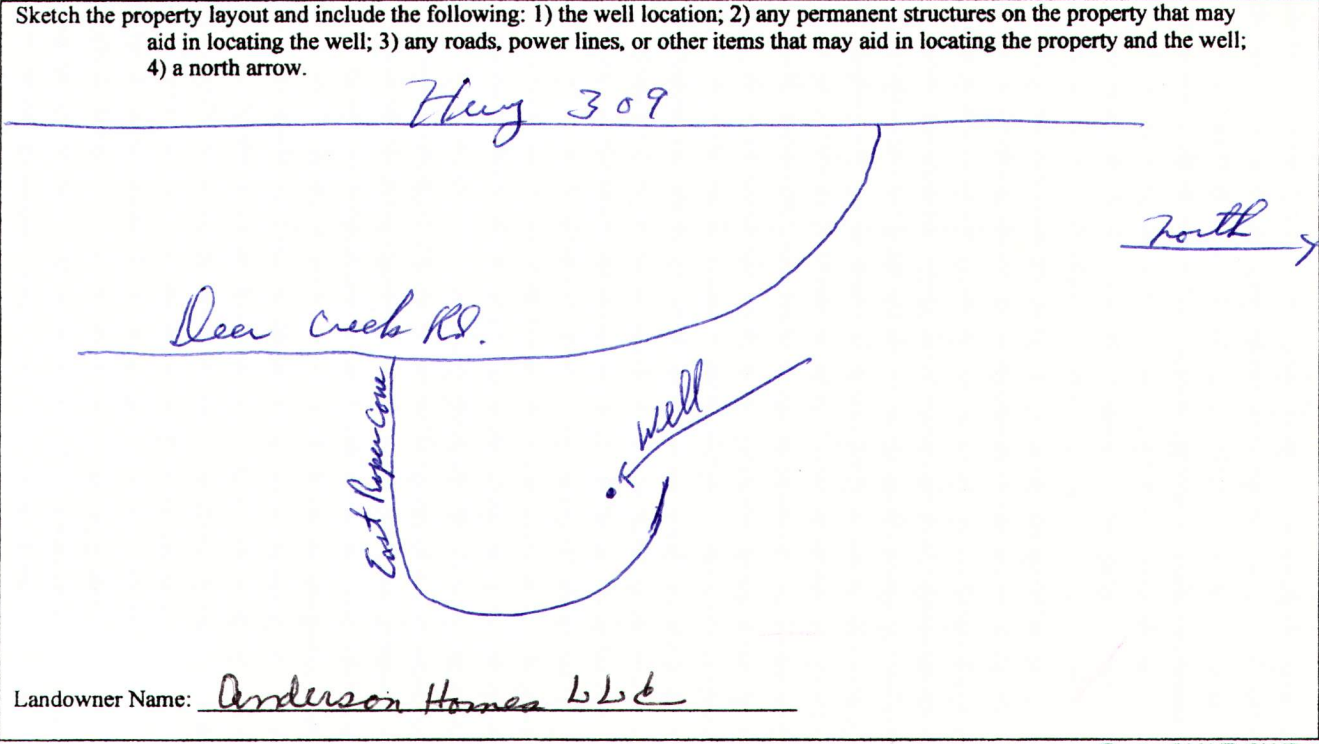 Sketch the property layout and include the following: 1) the well location; 2) any permanent structures on the property that may
aid in locating the well; 3) any roads, power lines, or other items that may aid in locating the property and the well;
4) a north arrow.
Hwy 309
North
Deer Creek Rd.
East Roper Cove
Well
Landowner Name: Anderson Homes LLC